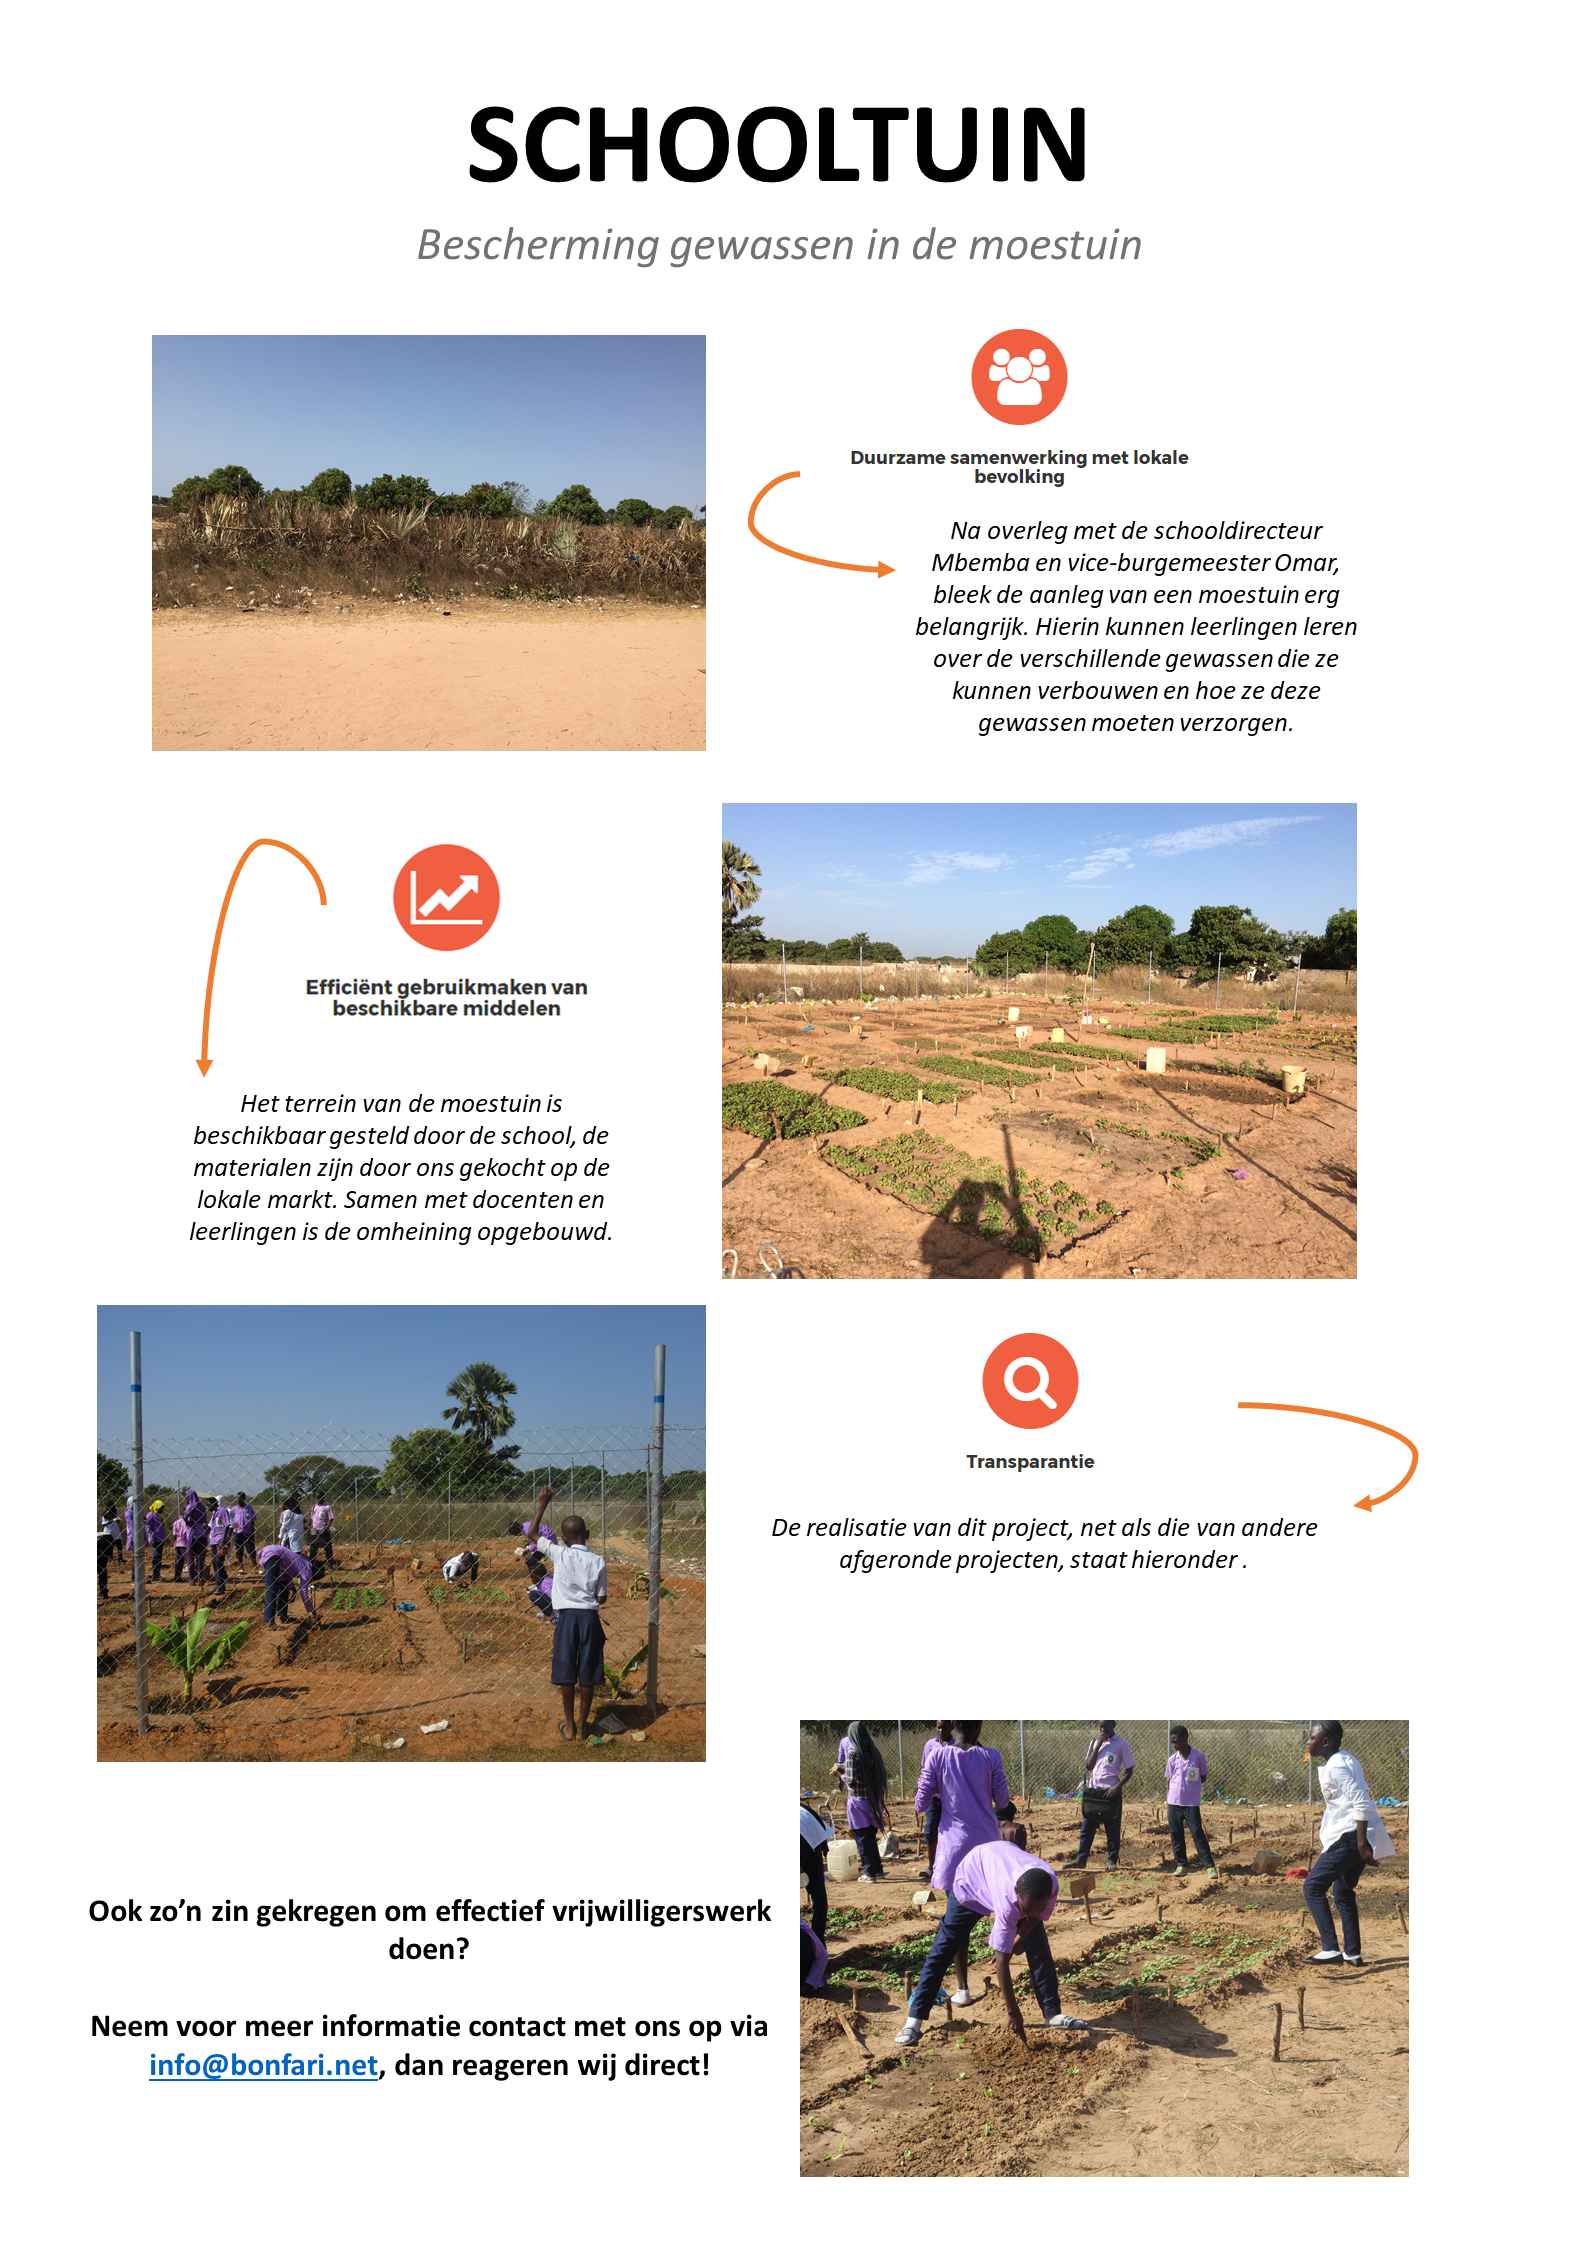 SCHOOLTUIN
Bescherming gewassen in de moestuin
Duurzame samenwerking met lokale
bevolking
Na overleg met de schooldirecteur
Mbemba en vice-burgemeester Omar,
bleek de aanleg van een moestuin erg
belangrijk. Hierin kunnen leerlingen leren
over de verschillende gewassen die ze
kunnen verbouwen en hoe ze deze
gewassen moeten verzorgen.
Efficiënt gebruikmaken van
beschikbare middelen
Het terrein van de moestuin is
beschikbaar gesteld door de school, de
materialen zijn door ons gekocht op de
lokale markt. Samen met docenten en
leerlingen is de omheining opgebouwd.
Transparantie
De realisatie van dit project, net als die van andere
afgeronde projecten, staat hieronder .
Ook zo’n zin gekregen om effectief vrijwilligerswerk
doen?
Neem voor meer informatie contact met ons op via
info@bonfari.net, dan reageren wij direct!